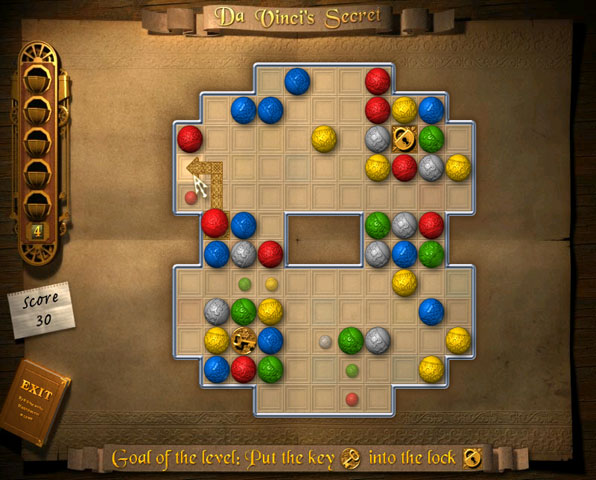 Da Vinci's Secret
4
Score
30
EXIT
Goal of the level: Put the key into the lock